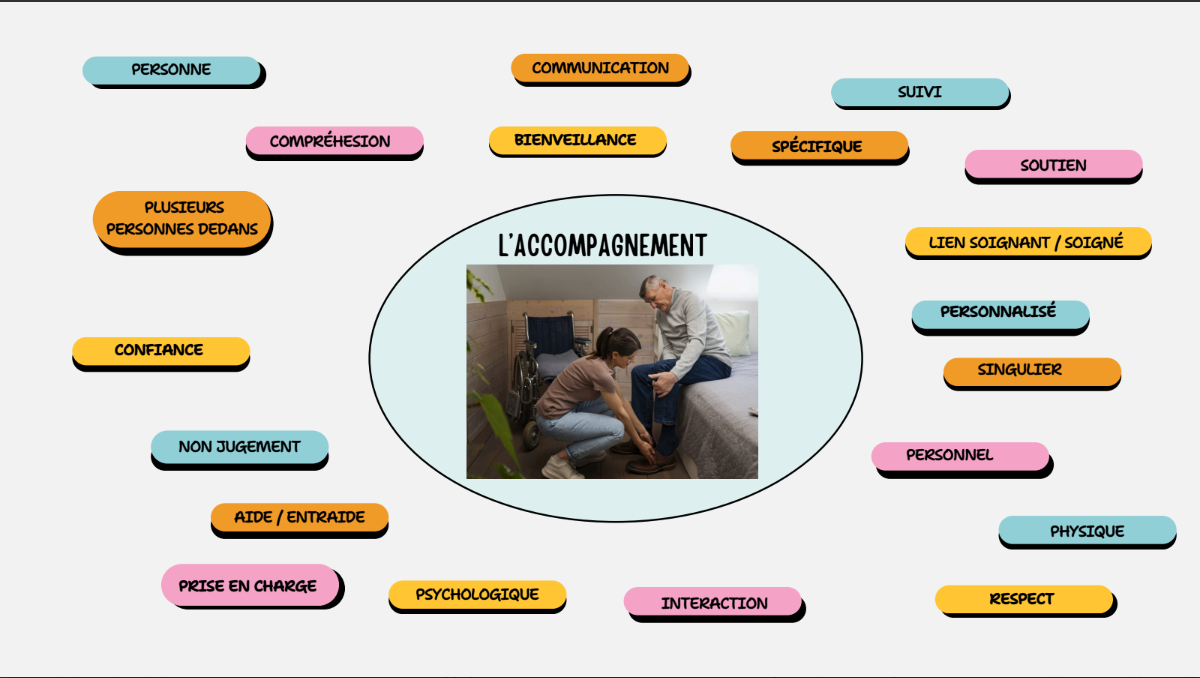 PERSONNE
COMMUNICATION
SUIVI
COMPRÉHESION
BIENVEILLANCE
SPÉCIFIQUE
SOUTIEN
PLUSIEURS
PERSONNES DEDANS
L'ACCOMPAGNEMENT
LIEN SOIGNANT / SOIGNÉ
PERSONNALISÉ
CONFIANCE
SINGULIER
NON JUGEMENT
PERSONNEL
AIDE / ENTRAIDE
PHYSIQUE
PRISE EN CHARGE
PSYCHOLOGIQUE
INTERACTION
RESPECT